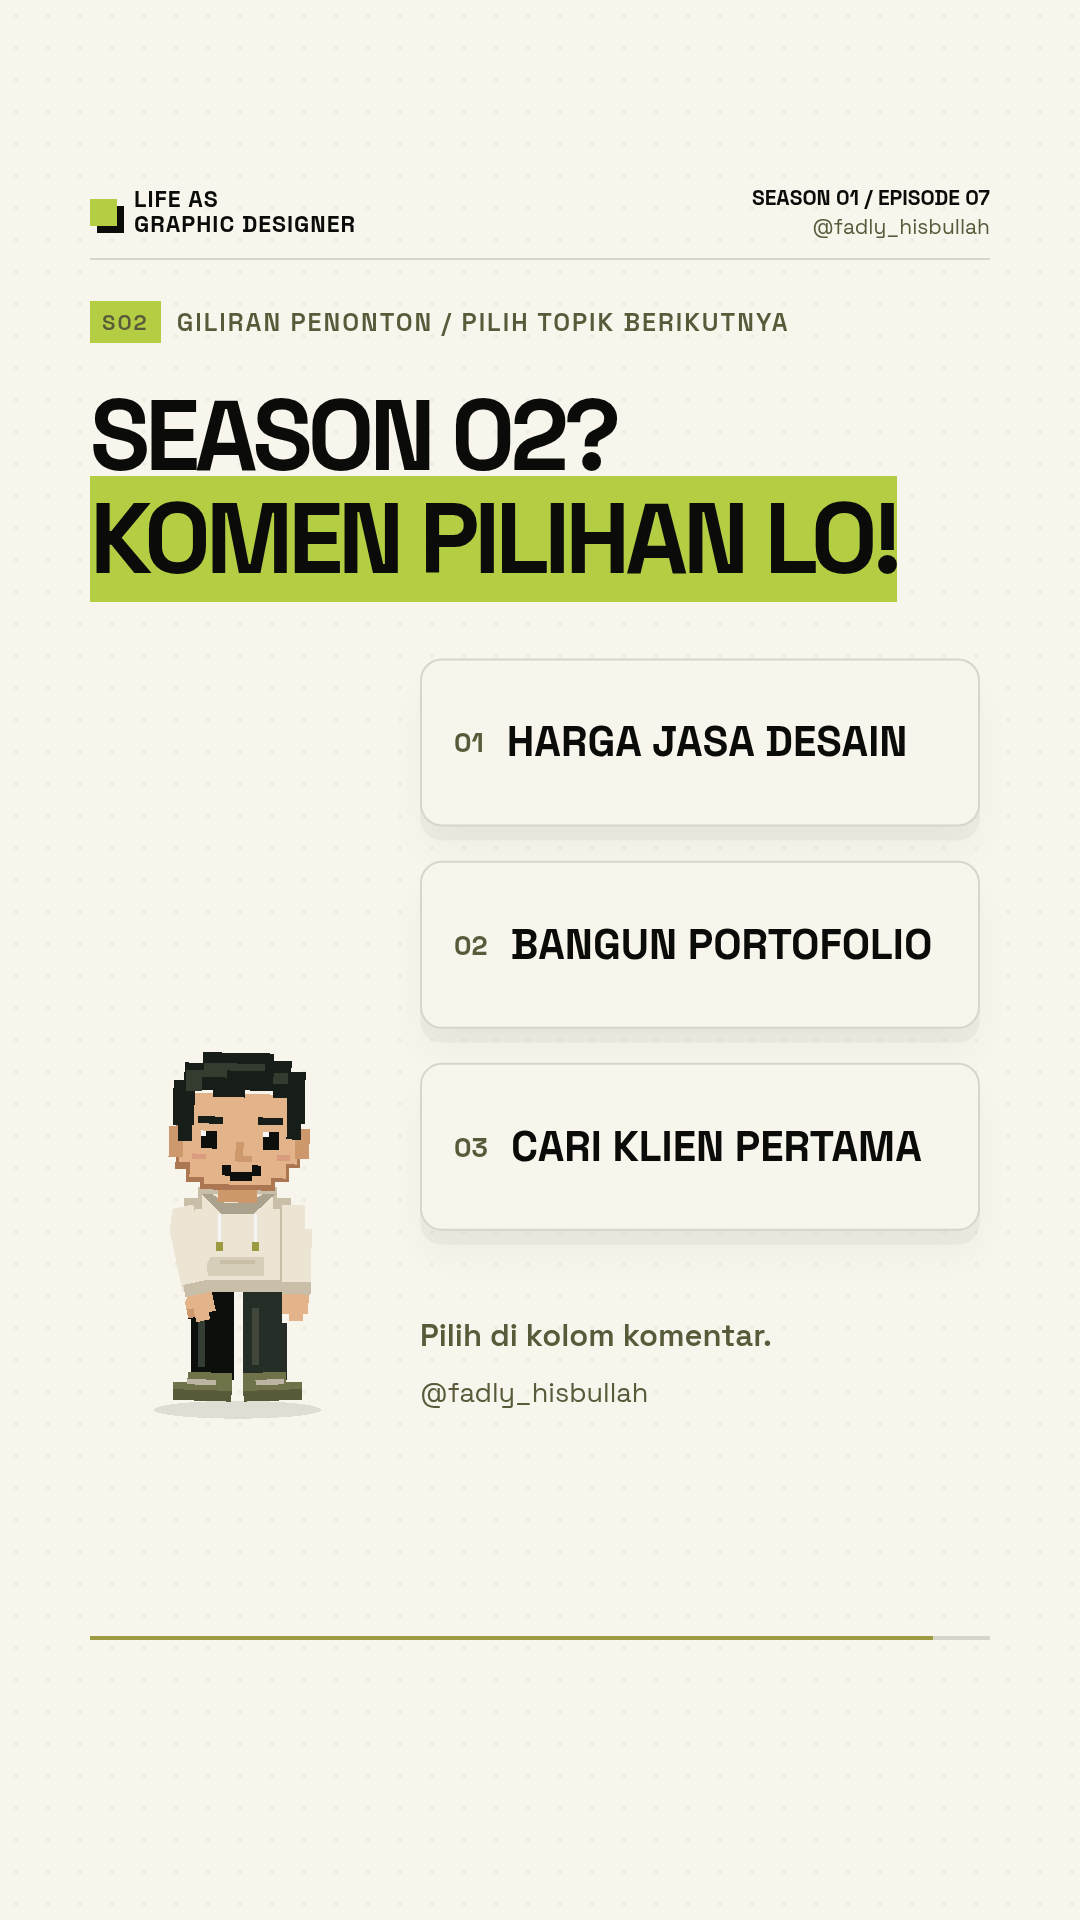 LIFE AS
GRAPHIC DESIGNER
SEASON 01 / EPISODE 07
@fadly_hisbullah
S02 GILIRAN PENONTON / PILIH TOPIK BERIKUTNYA
SEASON 02?
KOMEN PILIHAN LO!
01 HARGA JASA DESAIN
02 BANGUN PORTOFOLIO
03 CARI KLIEN PERTAMA
Pilih di kolom komentar.
@fadly_hisbullah